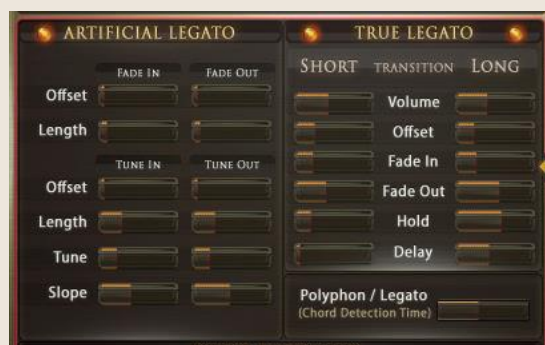 ARTIFICIAL LEGATO
FADE IN FADE OUT
Offset
Length
TUNE IN TUNE OUT
Offset
Length
Tune
Slope
TRUE LEGATO
SHORT TRANSITION LONG
Volume
Offset
Fade In
Fade Out
Hold
Delay
Polyphon / Legato
(Chord Detection Time)